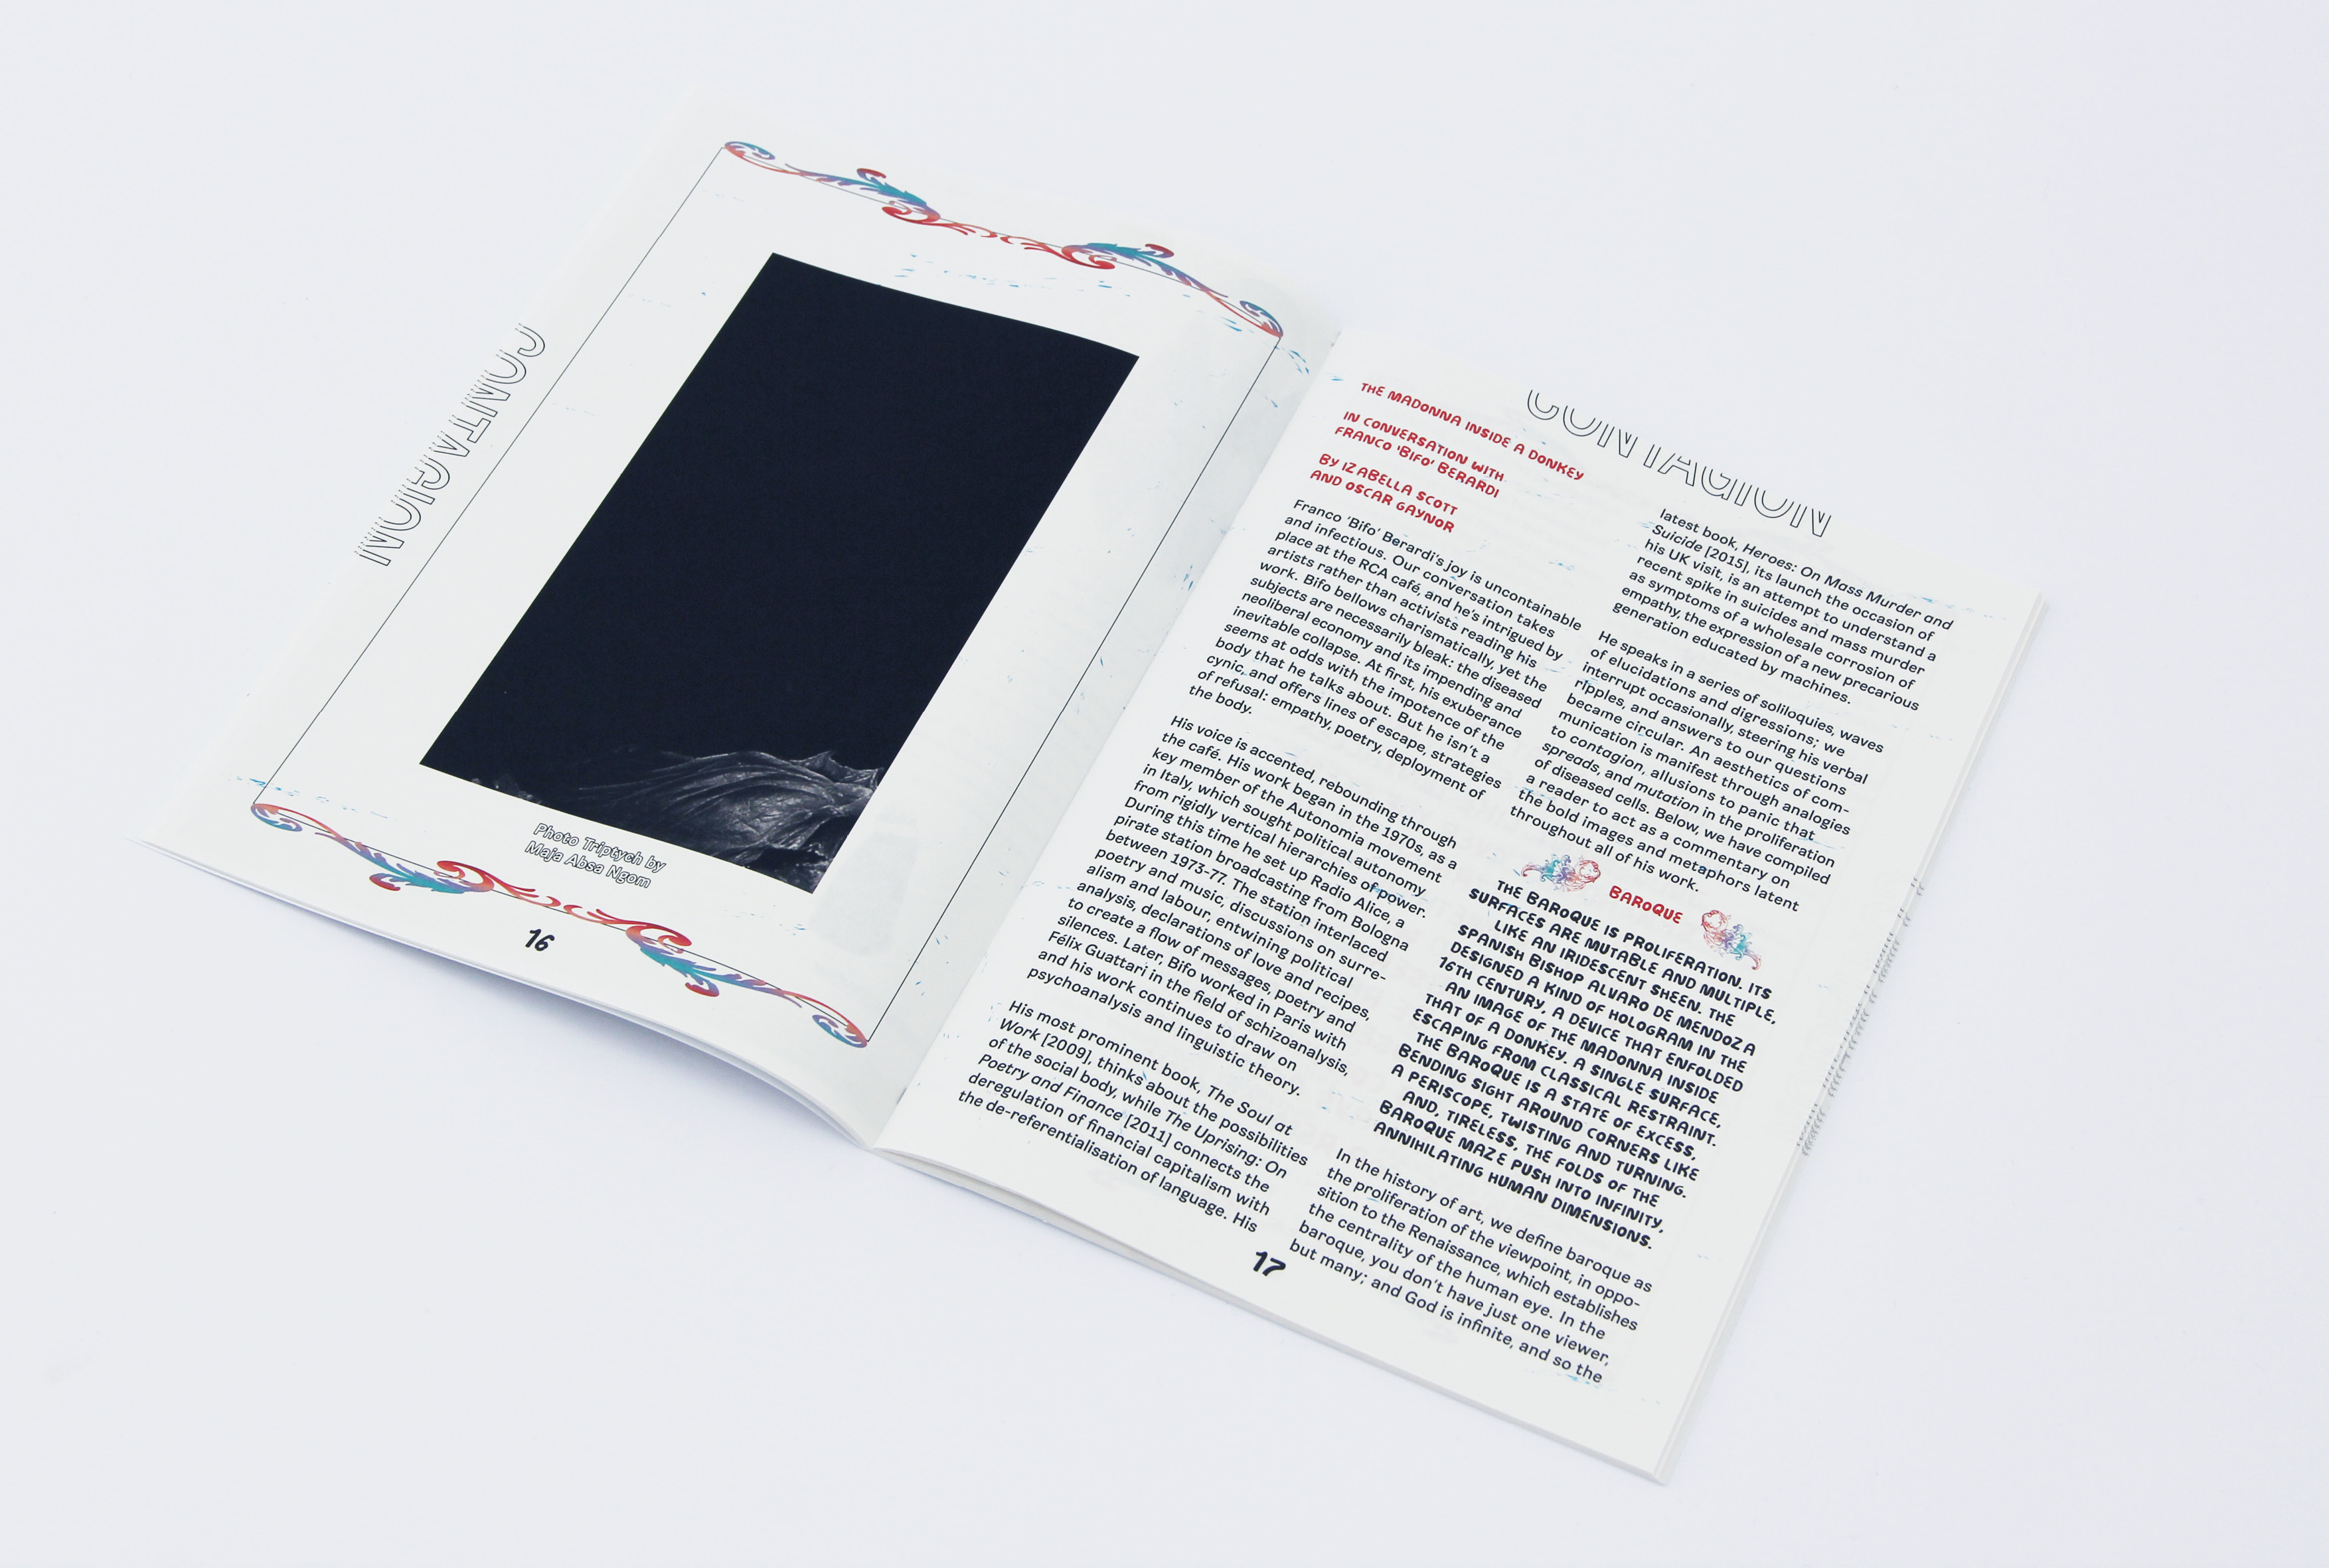 CONTAGION
Photo Triptych by
Maja Absa Ngom
16
CONTAGION
THE MADONNA INSIDE A DONKEY
IN CONVERSATION WITH
FRANCO 'BIFO' BERARDI
BY IZABELLA SCOTT
AND OSCAR GAYNOR
Franco 'Bifo' Berardi's joy is uncontainable
and infectious. Our conversation takes
place at the RCA café, and he's intrigued by
artists rather than activists reading his
work. Bifo bellows charismatically, yet the
subjects are necessarily bleak: the diseased
neoliberal economy and its impending and
inevitable collapse. At first, his exuberance
seems at odds with the impotence of the
body that he talks about. But he isn't a
cynic, and offers lines of escape, strategies
of refusal: empathy, poetry, deployment of
the body.
His voice is accented, rebounding through
the café. His work began in the 1970s, as a
key member of the Autonomia movement
in Italy, which sought political autonomy
from rigidly vertical hierarchies of power.
During this time he set up Radio Alice, a
pirate station broadcasting from Bologna
between 1973-77. The station interlaced
poetry and music, discussions on surre-
alism and labour, entwining political
analysis, declarations of love and recipes,
to create a flow of messages, poetry and
silences. Later, Bifo worked in Paris with
Félix Guattari in the field of schizoanalysis,
and his work continues to draw on
psychoanalysis and linguistic theory.
His most prominent book, The Soul at
Work [2009], thinks about the possibilities
of the social body, while The Uprising: On
Poetry and Finance [2011] connects the
deregulation of financial capitalism with
the de-referentialisation of language. His
latest book, Heroes: On Mass Murder and
Suicide [2015], its launch the occasion of
his UK visit, is an attempt to understand a
recent spike in suicides and mass murder
as symptoms of a wholesale corrosion of
empathy, the expression of a new precarious
generation educated by machines.
He speaks in a series of soliloquies, waves
of elucidations and digressions; we
interrupt occasionally, steering his verbal
ripples, and answers to our questions
became circular. An aesthetics of com-
munication is manifest through analogies
to contagion, allusions to panic that
spreads, and mutation in the proliferation
of diseased cells. Below, we have compiled
a reader to act as a commentary on
the bold images and metaphors latent
throughout all of his work.
BAROQUE
THE BAROQUE IS PROLIFERATION. ITS
SURFACES ARE MUTABLE AND MULTIPLE,
LIKE AN IRIDESCENT SHEEN. THE
SPANISH BISHOP ALVARO DE MENDOZA
DESIGNED A KIND OF HOLOGRAM IN THE
16TH CENTURY, A DEVICE THAT ENFOLDED
AN IMAGE OF THE MADONNA INSIDE
THAT OF A DONKEY. A SINGLE SURFACE,
ESCAPING FROM CLASSICAL RESTRAINT.
THE BAROQUE IS A STATE OF EXCESS,
BENDING SIGHT AROUND CORNERS LIKE
A PERISCOPE, TWISTING AND TURNING.
AND, TIRELESS, THE FOLDS OF THE
BAROQUE MAZE PUSH INTO INFINITY,
ANNIHILATING HUMAN DIMENSIONS.
In the history of art, we define baroque as
the proliferation of the viewpoint, in oppo-
sition to the Renaissance, which establishes
the centrality of the human eye. In the
baroque, you don't have just one viewer,
but many; and God is infinite, and so the
17